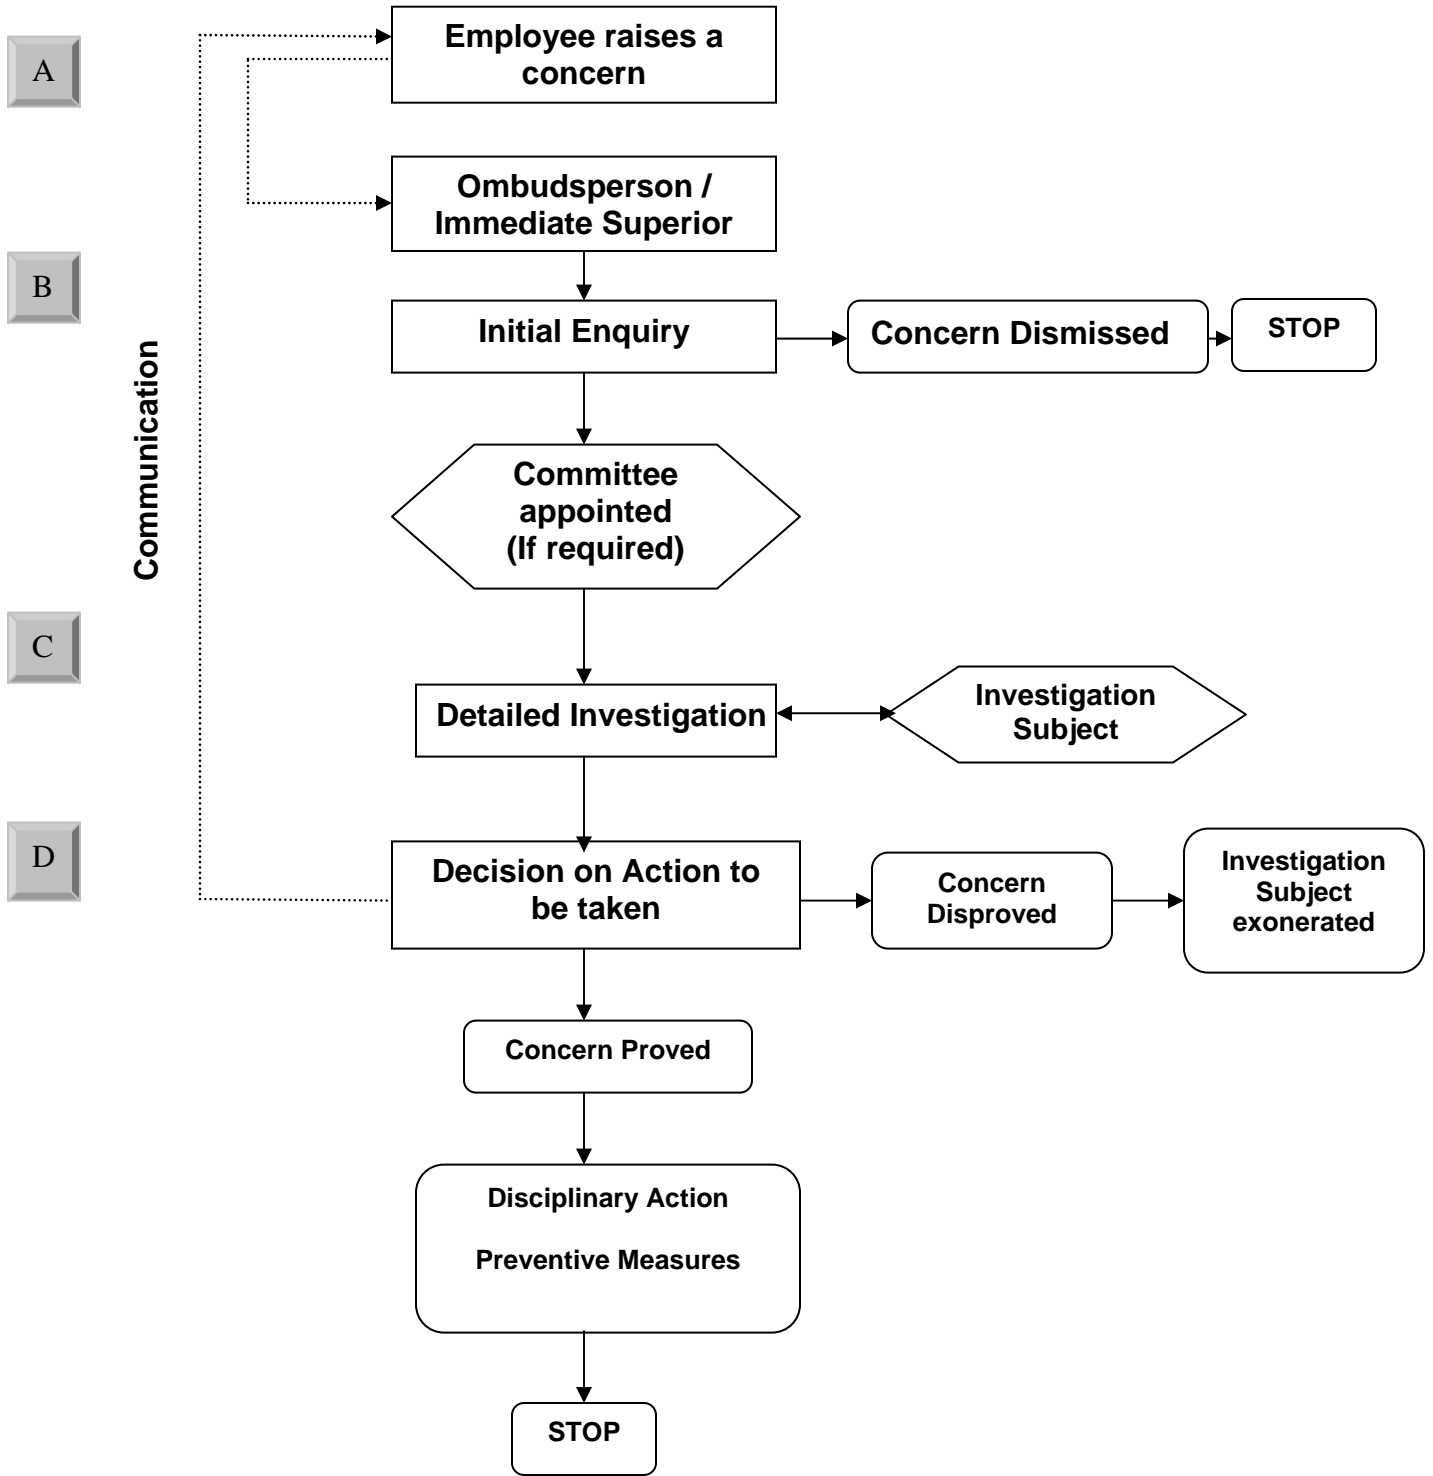 A
Employee raises a
concern
Ombudsperson /
Immediate Superior
B
Initial Enquiry
Concern Dismissed
STOP
Communication
Committee
appointed
(If required)
C
Detailed Investigation
Investigation
Subject
D
Decision on Action to
be taken
Concern
Disproved
Investigation
Subject
exonerated
Concern Proved
Disciplinary Action
Preventive Measures
STOP